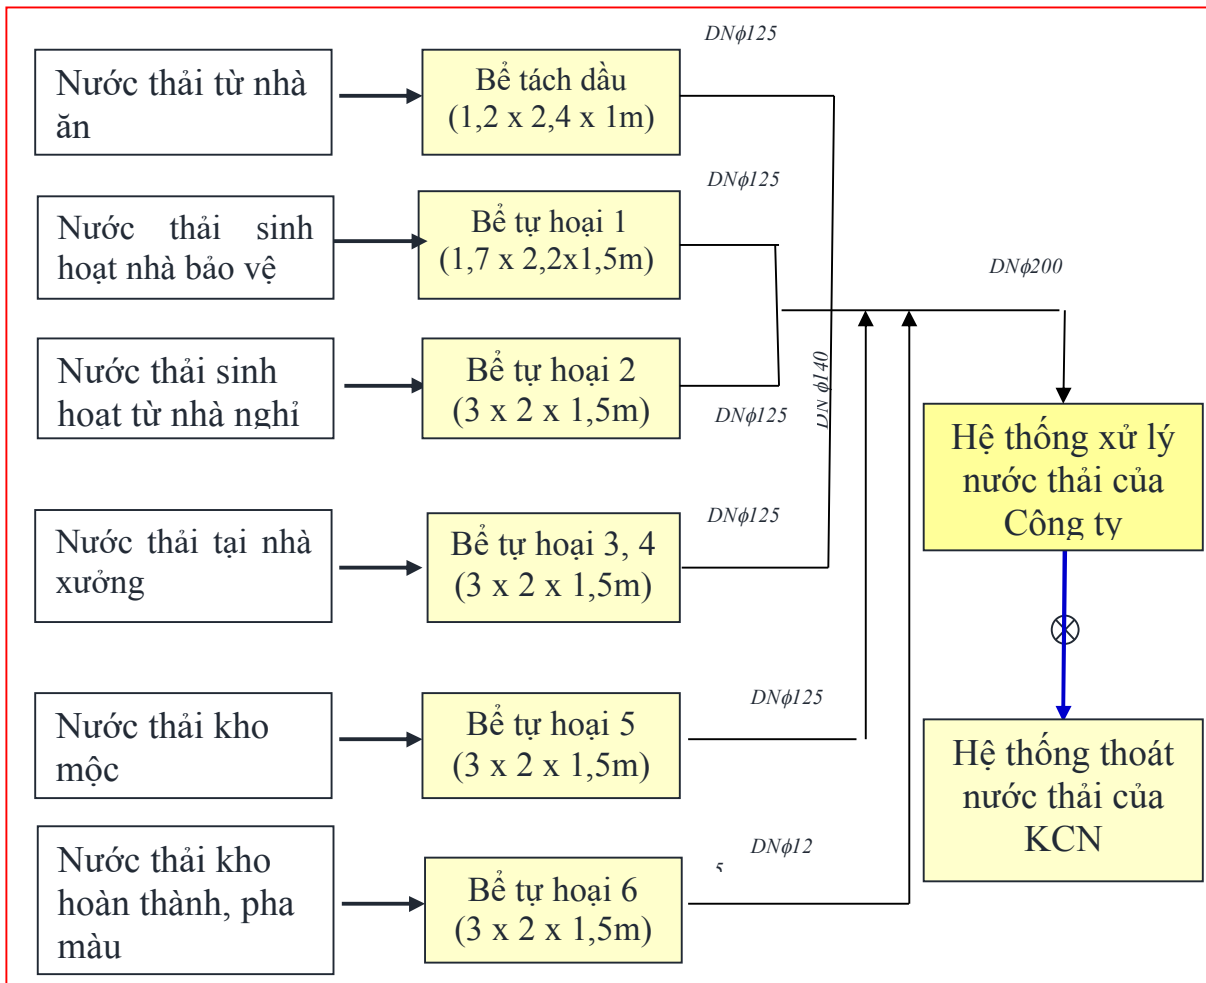 DNϕ125
Nước thải từ nhà
ăn
Bể tách dầu
(1,2 x 2,4 x 1m)
DNϕ125
Nước thải sinh
hoạt nhà bảo vệ
Bể tự hoại 1
(1,7 x 2,2x1,5m)
DNϕ200
Nước thải sinh
hoạt từ nhà nghỉ
Bể tự hoại 2
(3 x 2 x 1,5m)
DNϕ125
DN ϕ140
Hệ thống xử lý
nước thải của
Công ty
DNϕ125
Nước thải tại nhà
xưởng
Bể tự hoại 3, 4
(3 x 2 x 1,5m)
DNϕ125
Nước thải kho
mộc
Bể tự hoại 5
(3 x 2 x 1,5m)
Hệ thống thoát
nước thải của
KCN
DNϕ12
5
Nước thải kho
hoàn thành, pha
màu
Bể tự hoại 6
(3 x 2 x 1,5m)